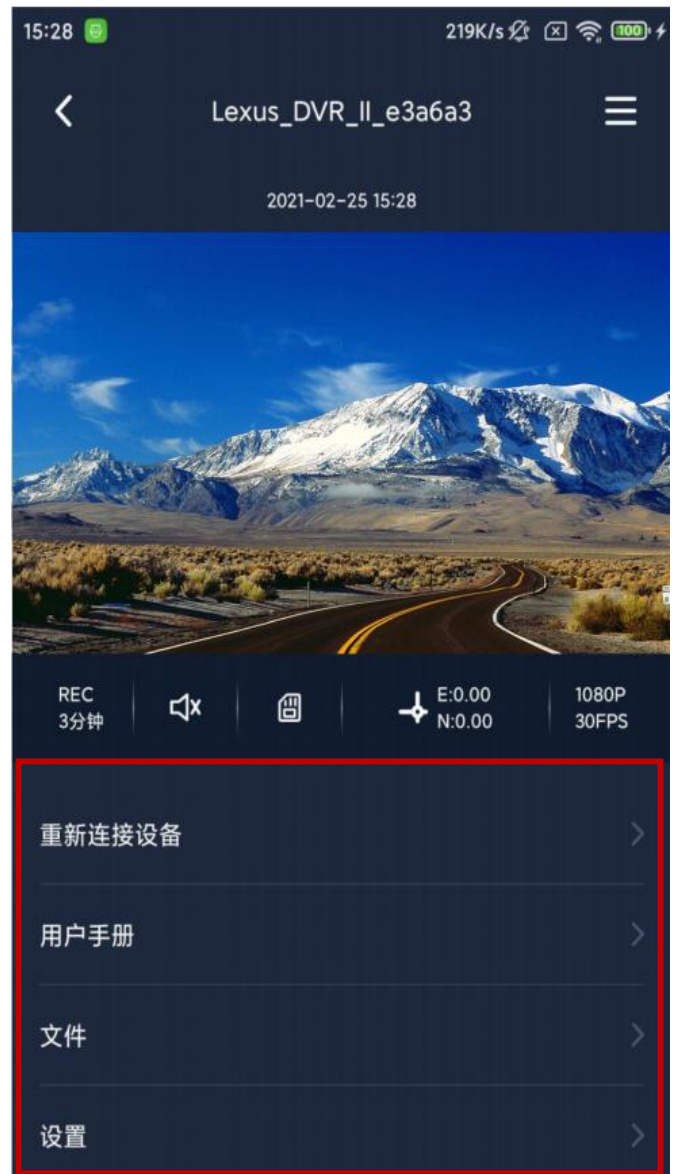 15:28
219K/s
100
Lexus_DVR_II_e3a6a3
2021-02-25 15:28
REC
3分钟
E:0.00
N:0.00
1080P
30FPS
重新连接设备
用户手册
文件
设置